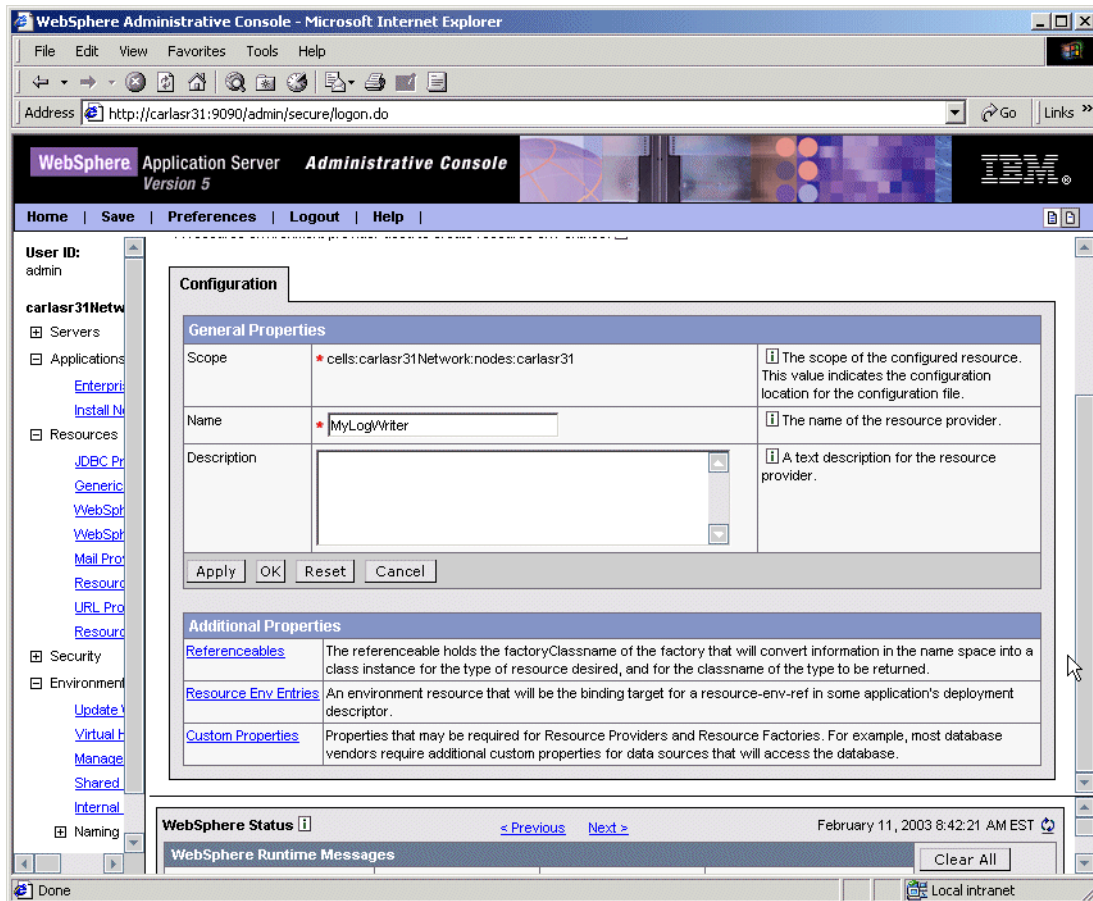 WebSphere Administrative Console - Microsoft Internet Explorer
File Edit View Favorites Tools Help
Address http://carlasr31:9090/admin/secure/logon.do Go Links »
WebSphere. Application Server Administrative Console
Version 5
IBM®
Home | Save | Preferences | Logout | Help |
User ID:
admin
carlasr31Netw
Servers
Applications
Enterpri
Install Ne
Resources
JDBC Pr
Generic
WebSph
WebSph
Mail Pro
Resourc
URL Pro
Resourc
Security
Environment
Update
Virtual H
Manage
Shared
Internal
Naming
Configuration
General Properties
Scope * cells:carlasr31Network:nodes:carlasr31 i The scope of the configured resource.
This value indicates the configuration
location for the configuration file.
Name * MyLogWriter i The name of the resource provider.
Description i A text description for the resource
provider.
Apply OK Reset Cancel
Additional Properties
Referenceables The referenceable holds the factoryClassname of the factory that will convert information in the name space into a
class instance for the type of resource desired, and for the classname of the type to be returned.
Resource Env Entries An environment resource that will be the binding target for a resource-env-ref in some application's deployment
descriptor.
Custom Properties Properties that may be required for Resource Providers and Resource Factories. For example, most database
vendors require additional custom properties for data sources that will access the database.
WebSphere Status i < Previous Next > February 11, 2003 8:42:21 AM EST
WebSphere Runtime Messages Clear All
Done Local intranet